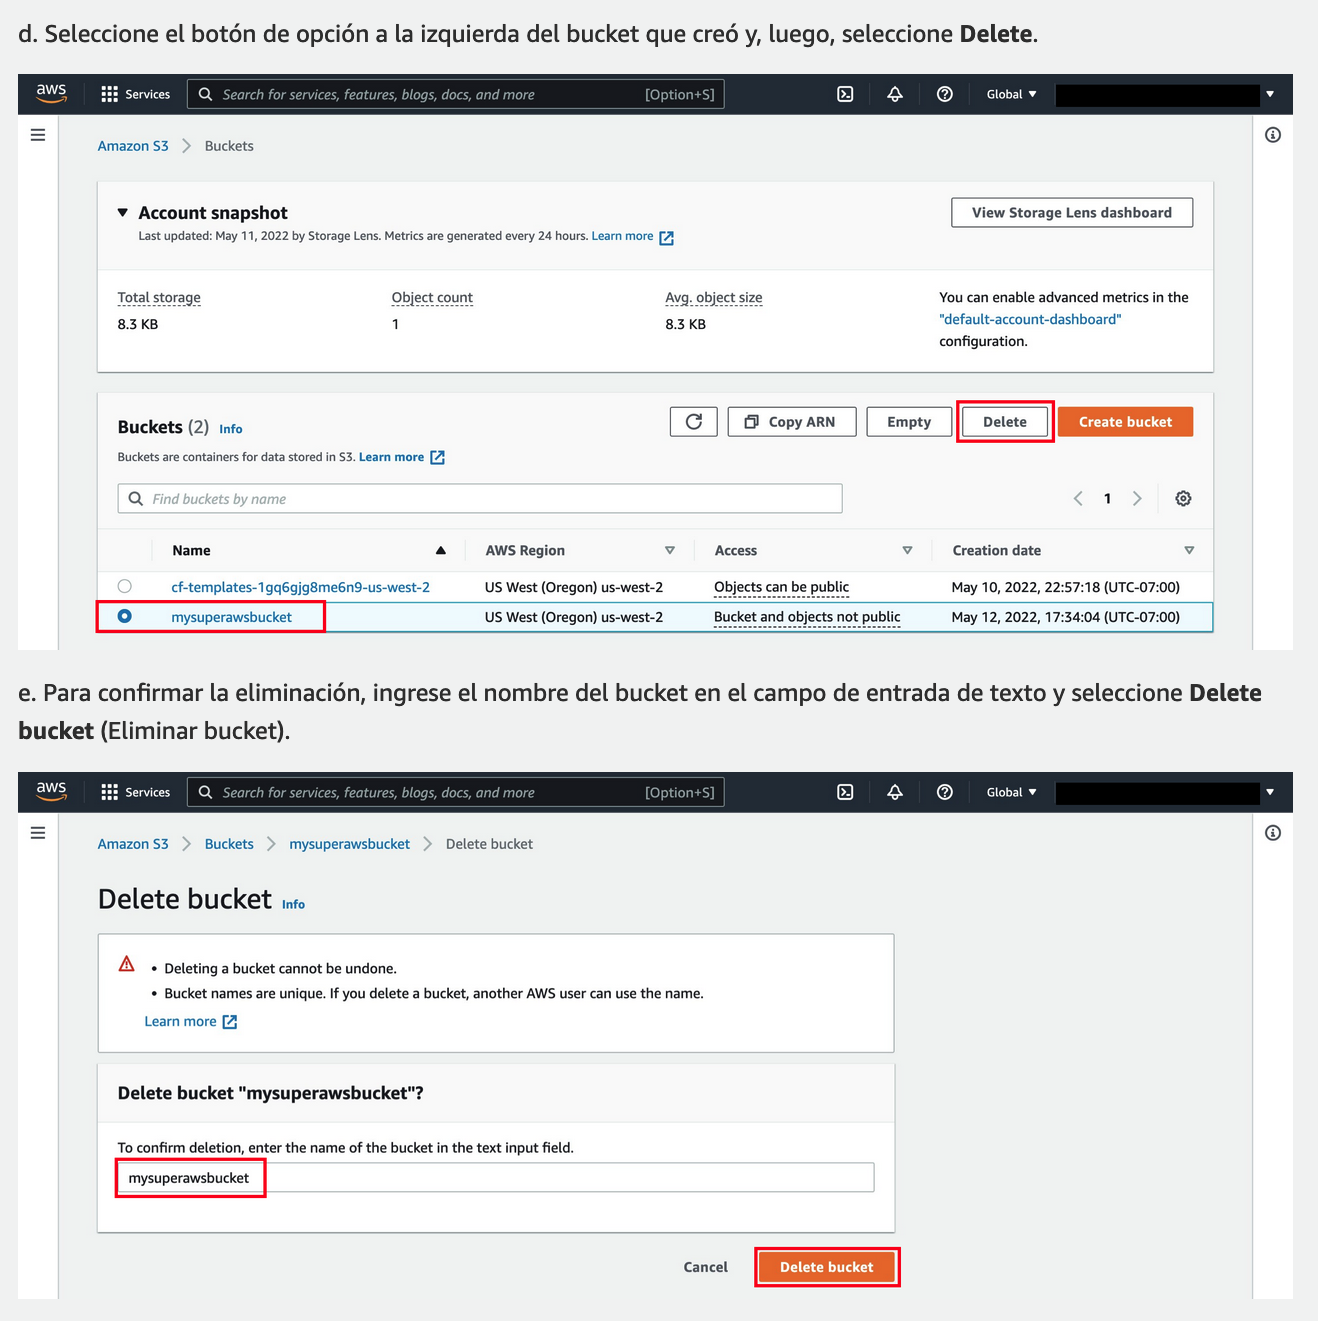 d. Seleccione el botón de opción a la izquierda del bucket que creó y, luego, seleccione Delete.
aws Services Search for services, features, blogs, docs, and more [Option+S] Global
Amazon S3 Buckets
Account snapshot View Storage Lens dashboard
Last updated: May 11, 2022 by Storage Lens. Metrics are generated every 24 hours. Learn more
Total storage Object count Avg. object size You can enable advanced metrics in the
8.3 KB 1 8.3 KB "default-account-dashboard"
configuration.
Buckets (2) Info Copy ARN Empty Delete Create bucket
Buckets are containers for data stored in S3. Learn more
Find buckets by name 1
Name AWS Region Access Creation date
cf-templates-1gq6gjg8me6n9-us-west-2 US West (Oregon) us-west-2 Objects can be public May 10, 2022, 22:57:18 (UTC-07:00)
mysuperawsbucket US West (Oregon) us-west-2 Bucket and objects not public May 12, 2022, 17:34:04 (UTC-07:00)
e. Para confirmar la eliminación, ingrese el nombre del bucket en el campo de entrada de texto y seleccione Delete
bucket (Eliminar bucket).
aws Services Search for services, features, blogs, docs, and more [Option+S] Global
Amazon S3 Buckets mysuperawsbucket Delete bucket
Delete bucket Info
• Deleting a bucket cannot be undone.
• Bucket names are unique. If you delete a bucket, another AWS user can use the name.
Learn more
Delete bucket "mysuperawsbucket"?
To confirm deletion, enter the name of the bucket in the text input field.
mysuperawsbucket
Cancel Delete bucket